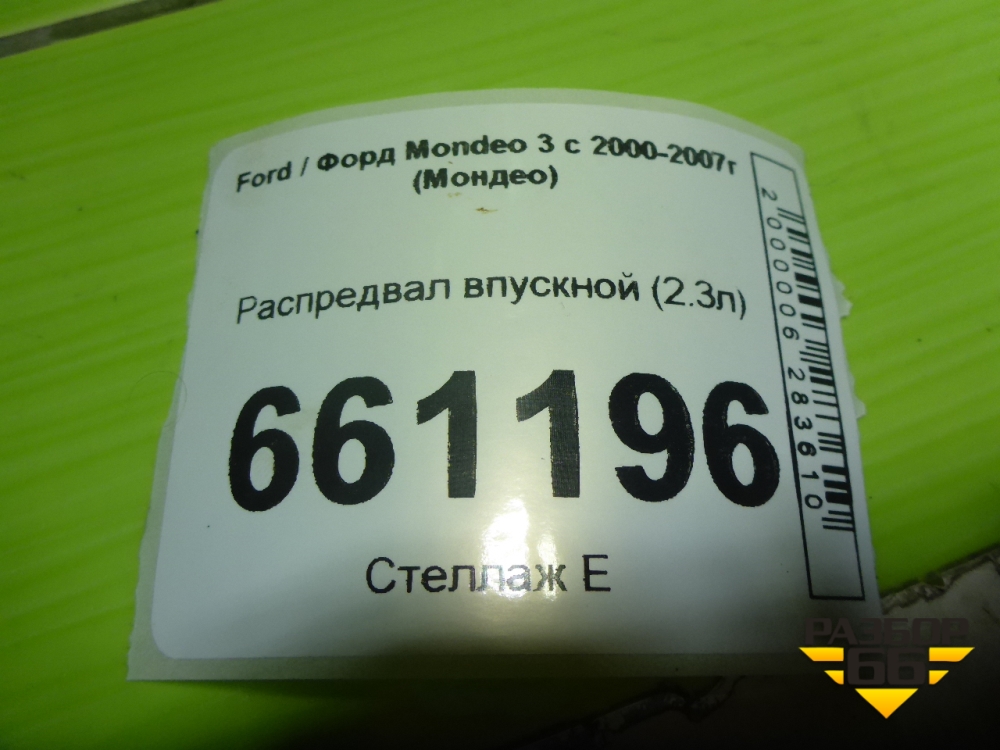 Ford / Форд Mondeo 3 с 2000-2007г
(Мондео)
Распредвал впускной (2.3л)
661196
Стеллаж Е
2000006283610
РАЗБОР
66